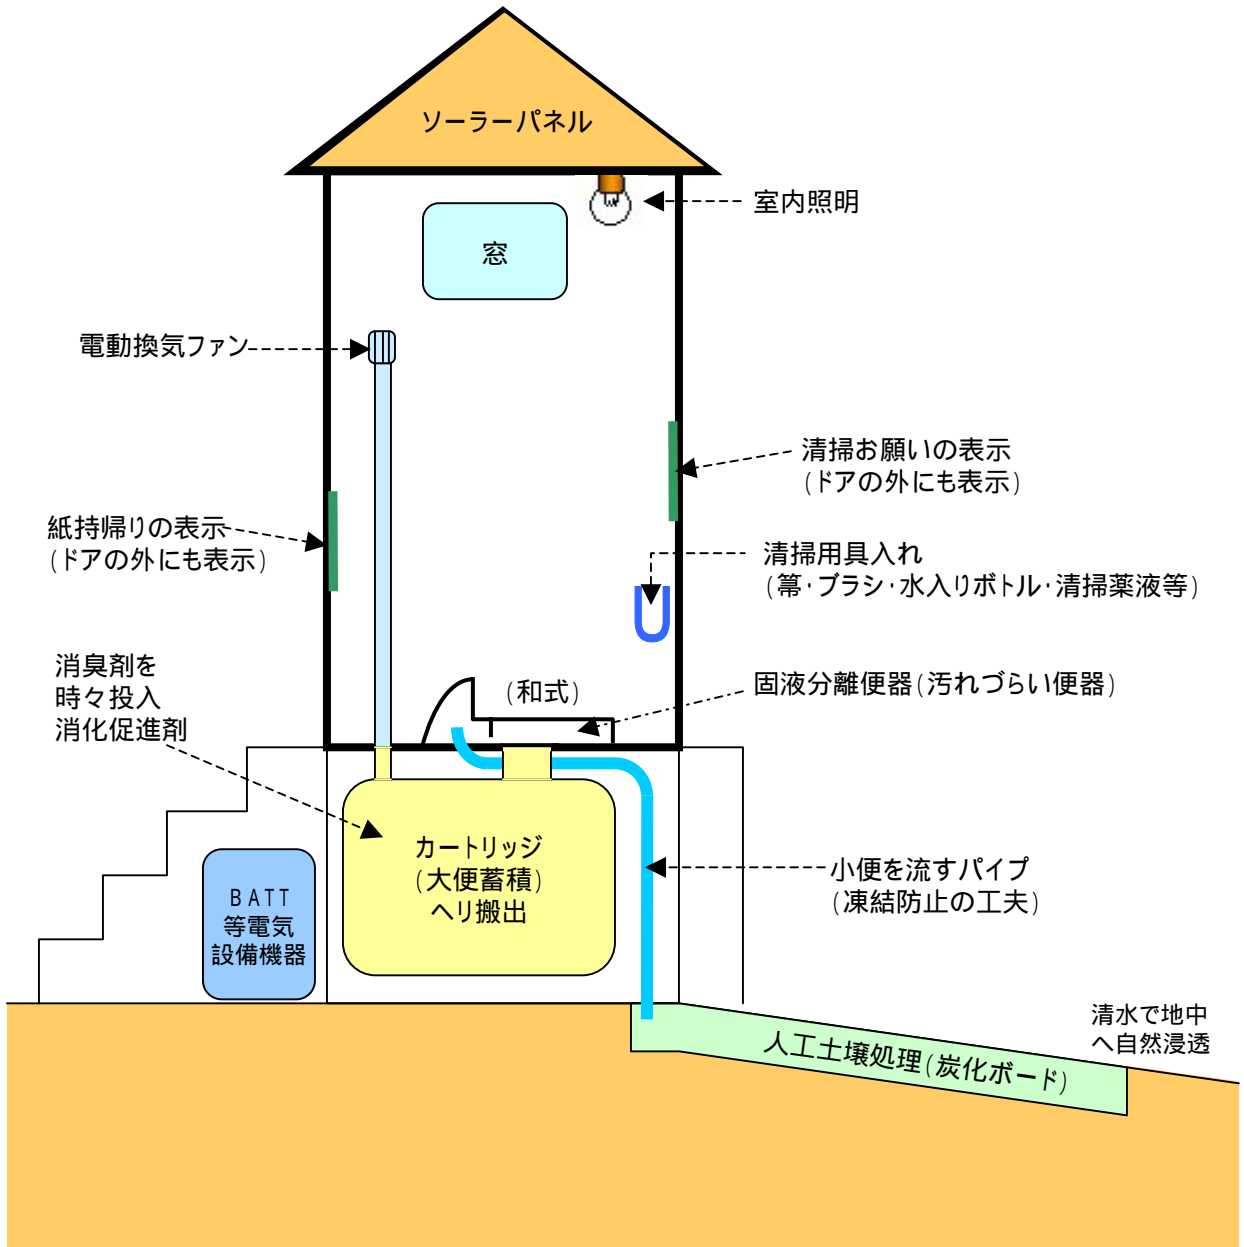 ソーラーパネル
室内照明
窓
電動換気ファン
清掃お願いの表示
(ドアの外にも表示)
紙持帰りの表示
(ドアの外にも表示)
清掃用具入れ
(箒・ブラシ・水入りボトル・清掃薬液等)
消臭剤を
時々投入
消化促進剤
(和式)
固液分離便器(汚れづらい便器)
カートリッジ
(大便蓄積)
ヘリ搬出
BATT
等電気
設備機器
小便を流すパイプ
(凍結防止の工夫)
清水で地中
へ自然浸透
人工土壌処理(炭化ボード)